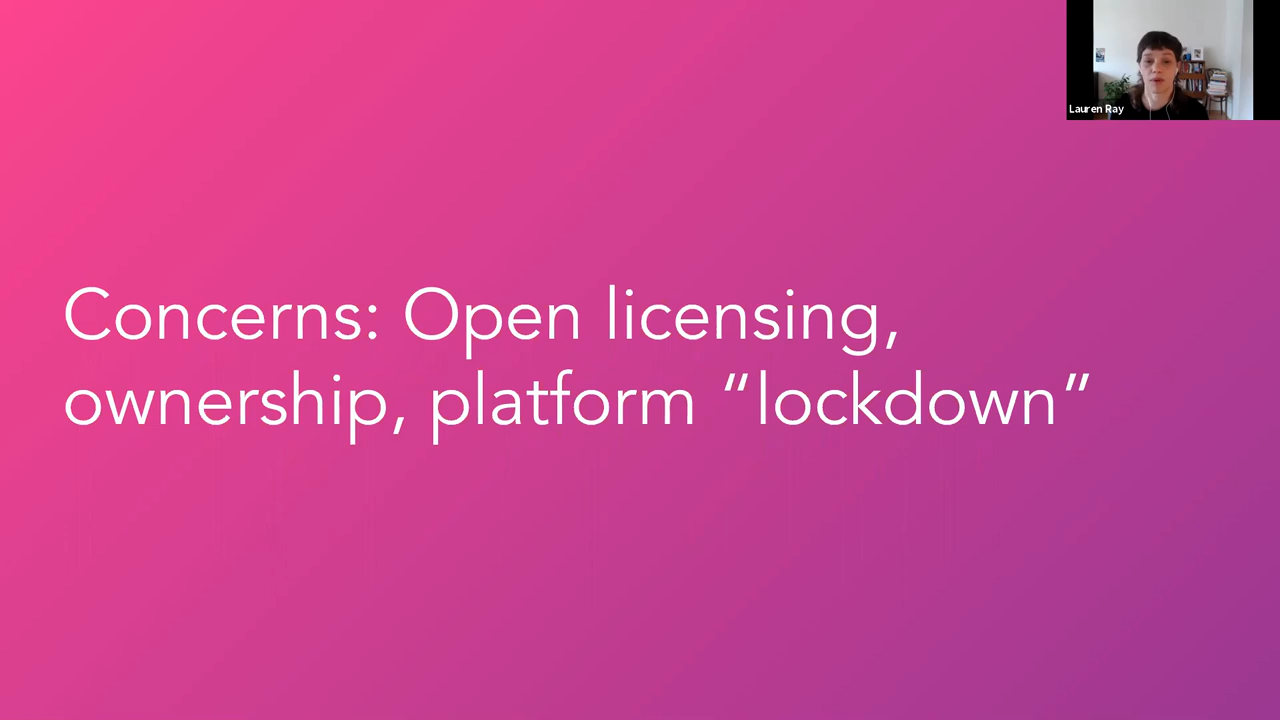 Lauren Ray
Concerns: Open licensing,
ownership, platform “lockdown”